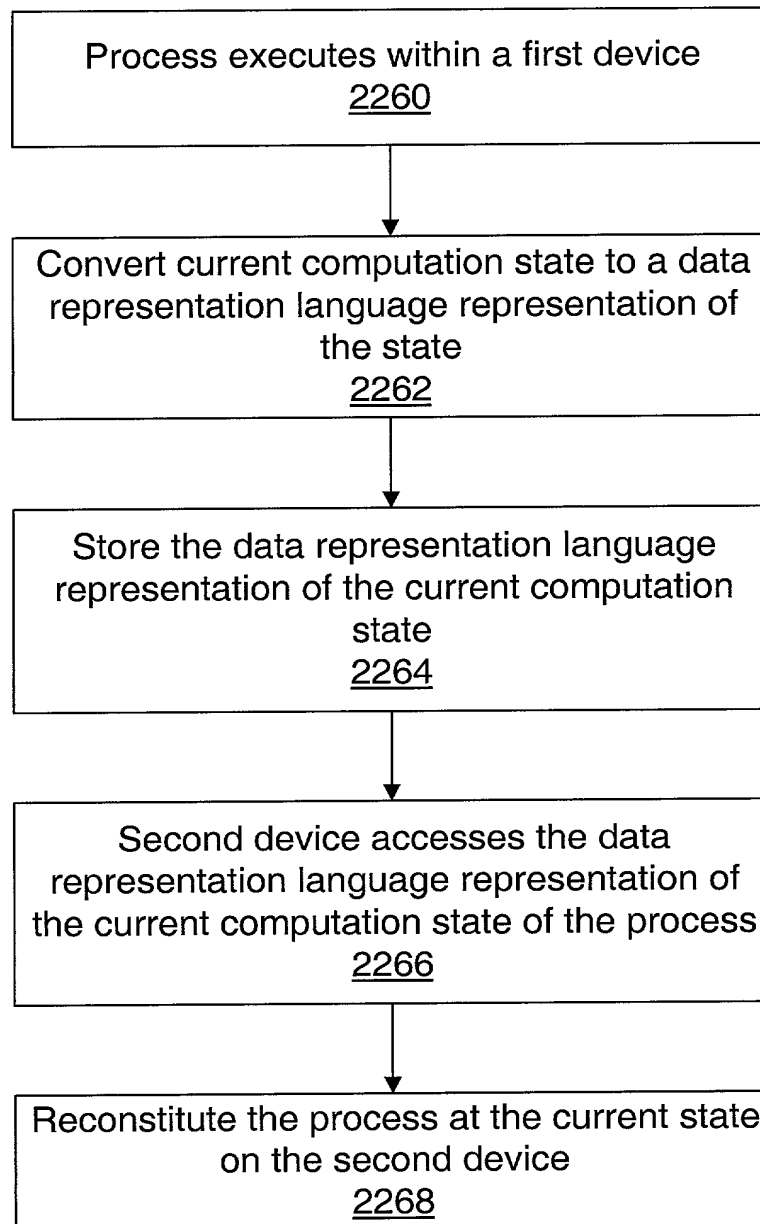 Process executes within a first device
2260
Convert current computation state to a data
representation language representation of
the state
2262
Store the data representation language
representation of the current computation
state
2264
Second device accesses the data
representation language representation of
the current computation state of the process
2266
Reconstitute the process at the current state
on the second device
2268